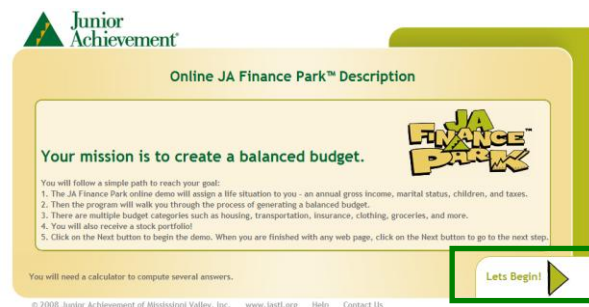 Junior
Achievement®
Online JA Finance Park™ Description
JA
FINANCE
PARK™
Your mission is to create a balanced budget.
You will follow a simple path to reach your goal:
1. The JA Finance Park online demo will assign a life situation to you - an annual gross income, marital status, children, and taxes.
2. Then the program will walk you through the process of generating a balanced budget.
3. There are multiple budget categories such as housing, transportation, insurance, clothing, groceries, and more.
4. You will also receive a stock portfolio!
5. Click on the Next button to begin the demo. When you are finished with any web page, click on the Next button to go to the next step.
You will need a calculator to compute several answers.
Lets Begin!
© 2008 Junior Achievement of Mississippi Valley, Inc. www.jastl.org Help Contact Us